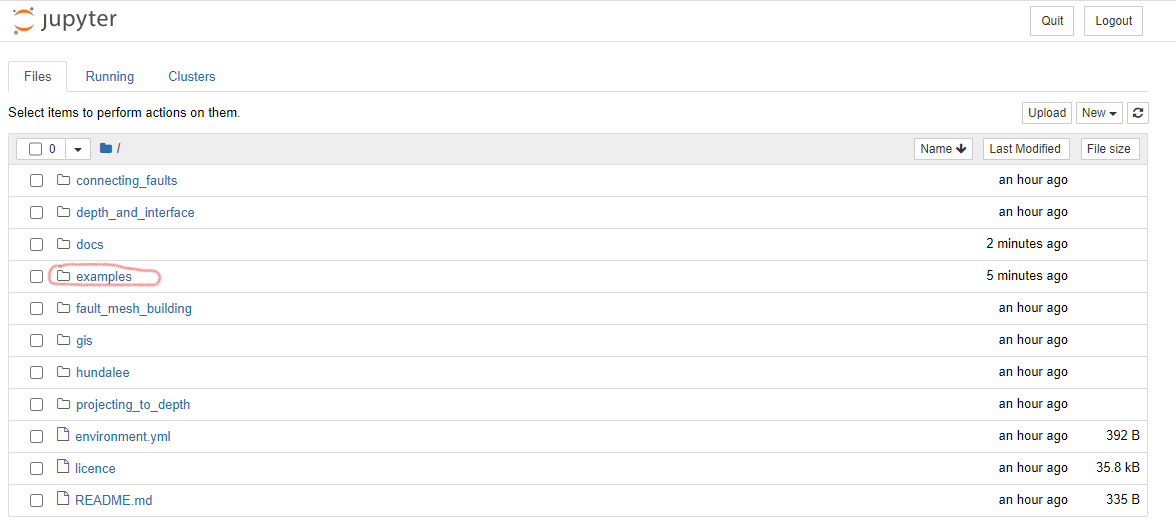 jupyter Quit Logout
Files Running Clusters
Select items to perform actions on them. Upload New
0 / Name Last Modified File size
connecting_faults an hour ago
depth_and_interface an hour ago
docs 2 minutes ago
examples 5 minutes ago
fault_mesh_building an hour ago
gis an hour ago
hundalee an hour ago
projecting_to_depth an hour ago
environment.yml an hour ago 392 B
licence an hour ago 35.8 kB
README.md an hour ago 335 B